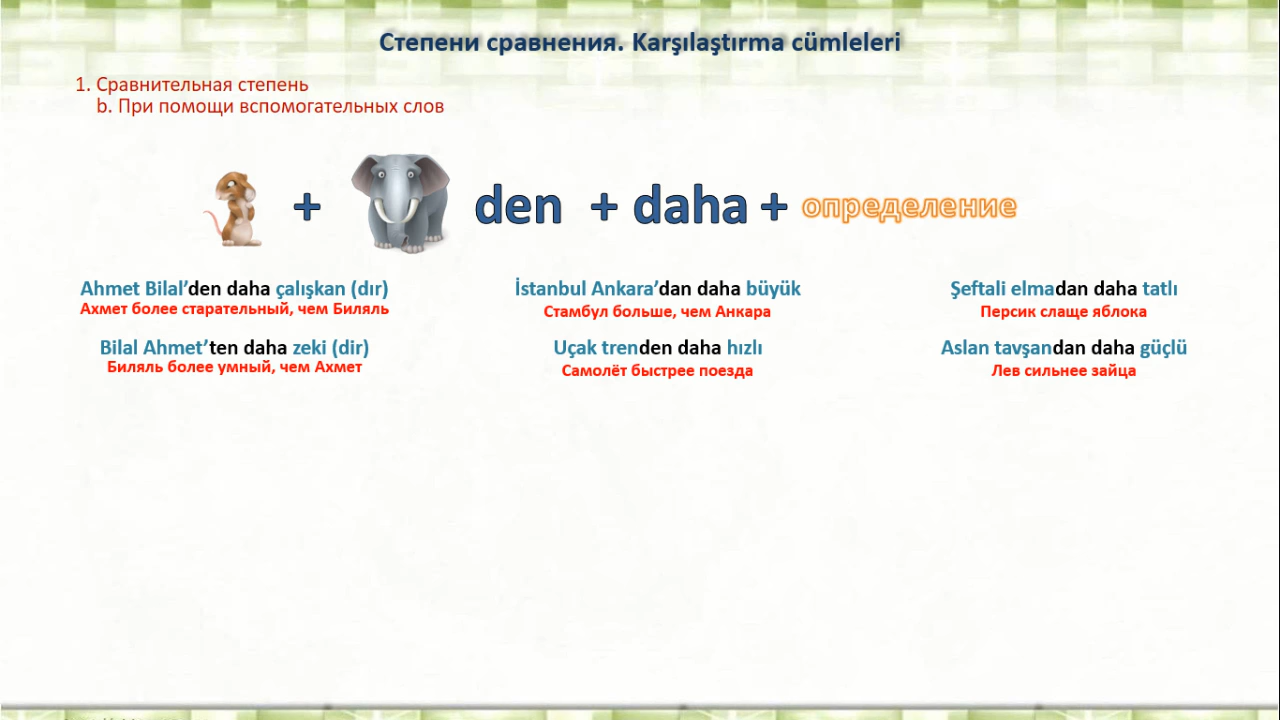 Степени сравнения. Karşılaştırma cümleleri
1. Сравнительная степень
b. При помощи вспомогательных слов
+ den + daha + определение
Ahmet Bilal’den daha çalışkan (dır)
Ахмет более старательный, чем Биляль
Bilal Ahmet’ten daha zeki (dir)
Биляль более умный, чем Ахмет
İstanbul Ankara’dan daha büyük
Стамбул больше, чем Анкара
Uçak trenden daha hızlı
Самолёт быстрее поезда
Şeftali elmadan daha tatlı
Персик слаще яблока
Aslan tavşandan daha güçlü
Лев сильнее зайца